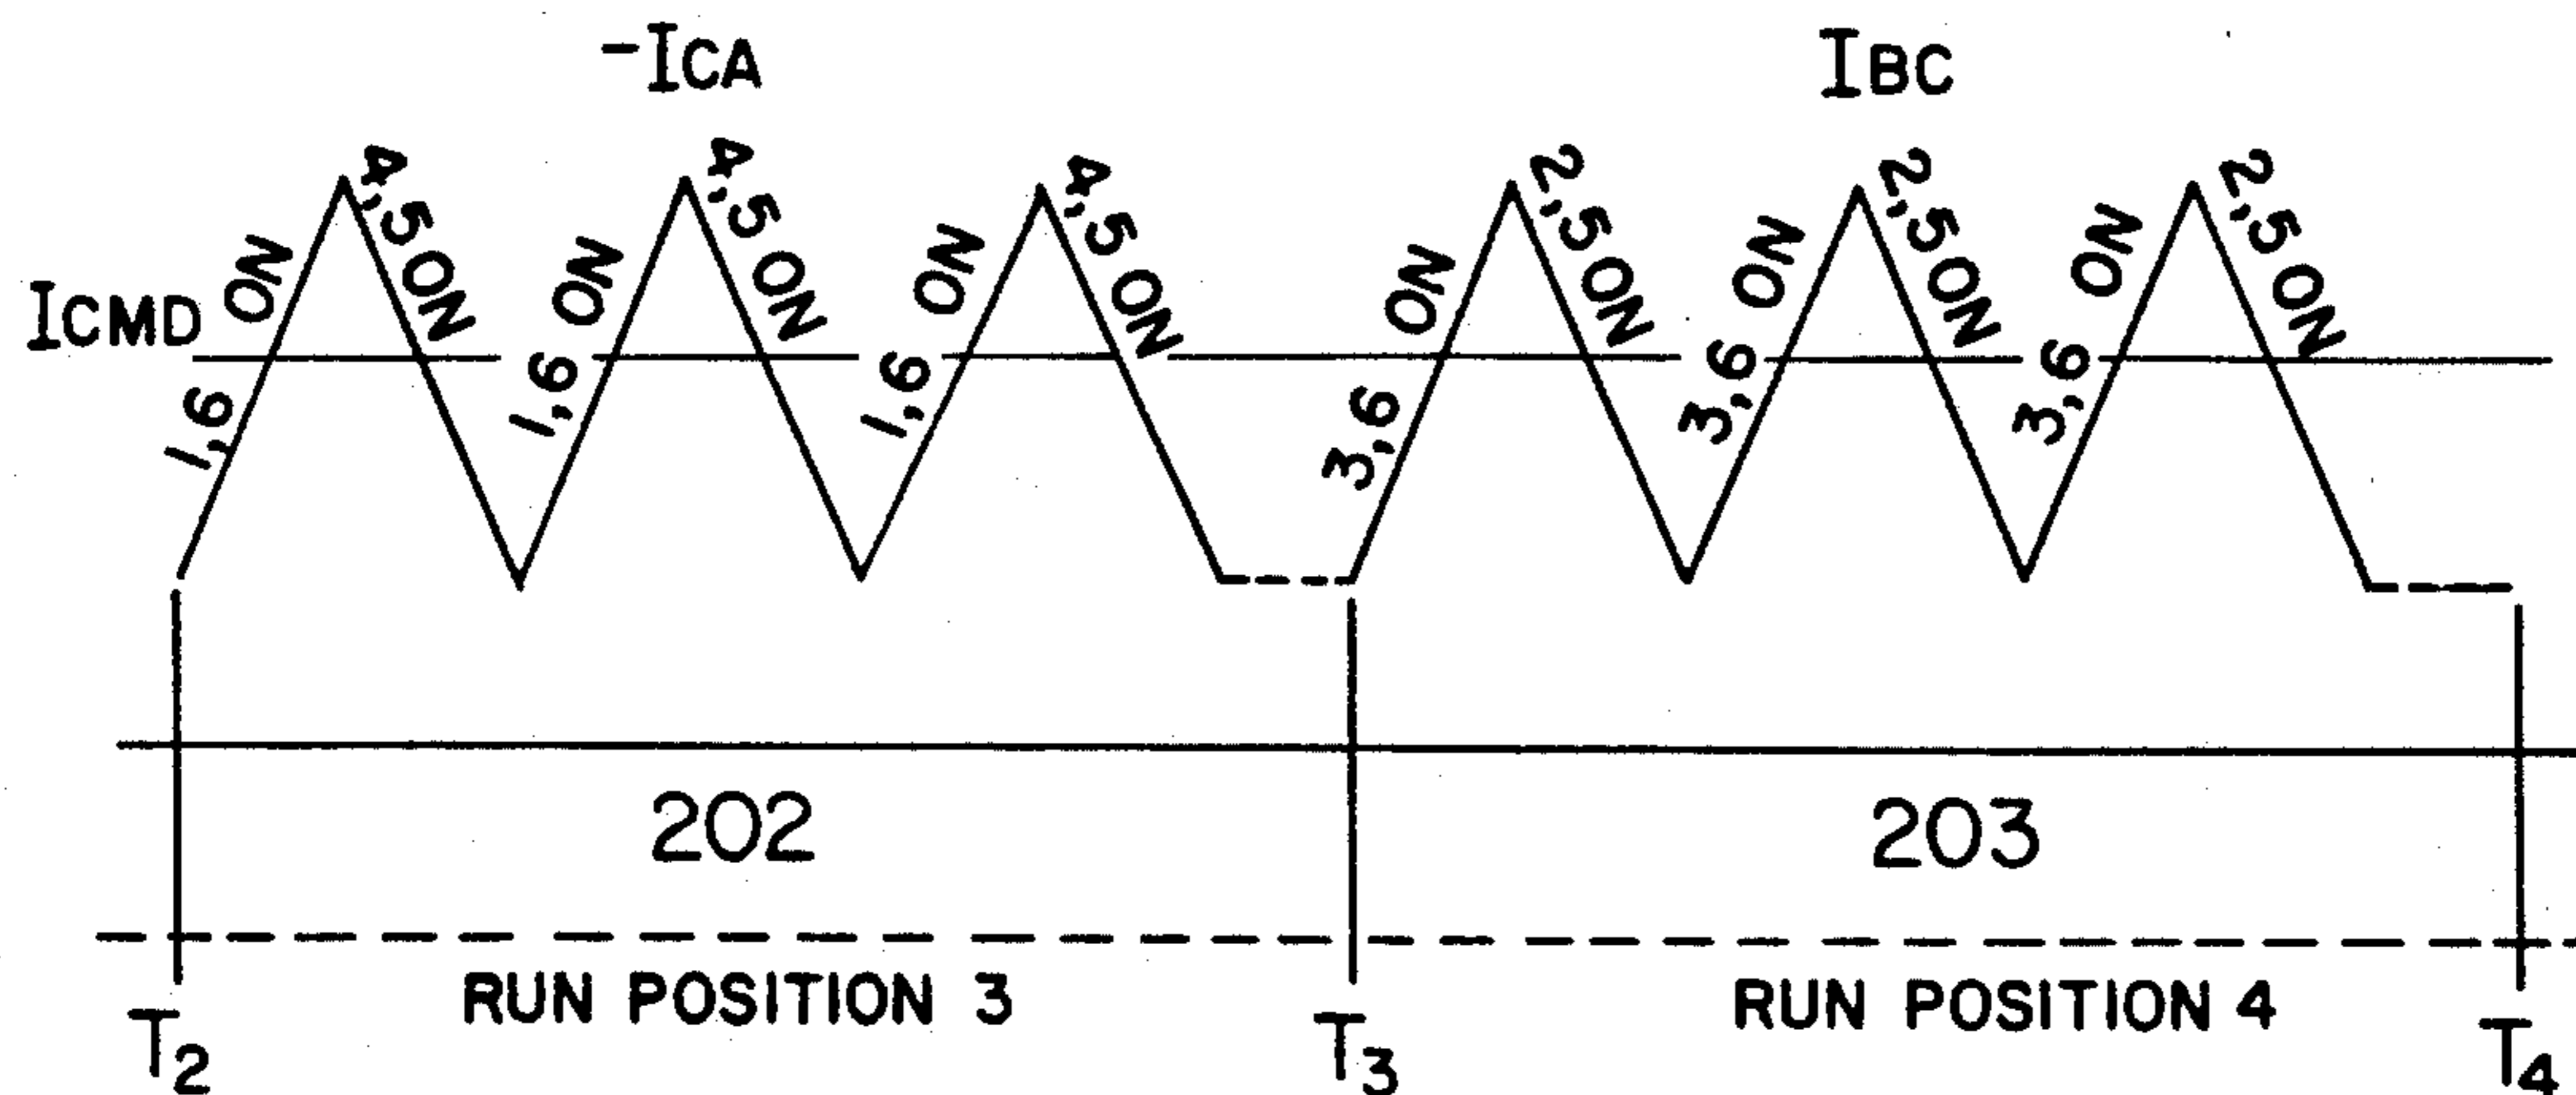 -ICA
IBC
ICMD
1,6 ON
4,5 ON
1,6 ON
4,5 ON
1,6 ON
4,5 ON
3,6 ON
2,5 ON
3,6 ON
2,5 ON
3,6 ON
2,5 ON
202
203
RUN POSITION 3
RUN POSITION 4
T2
T3
T4